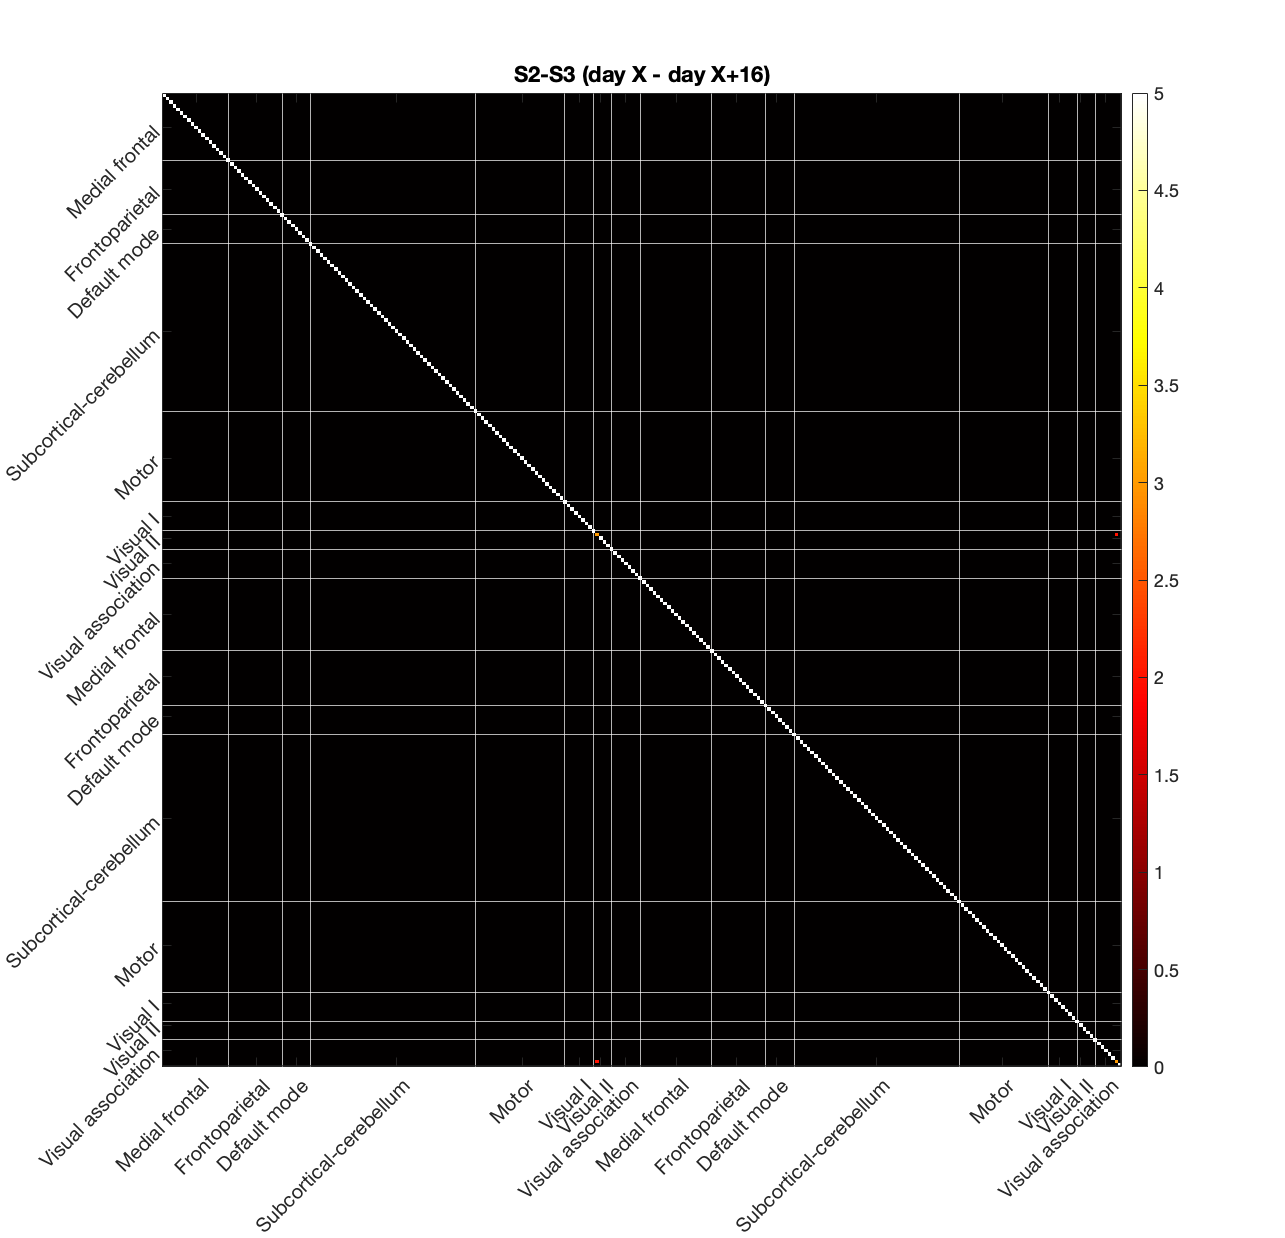 S2-S3 (day X - day X+16)
Medial frontal
Frontoparietal
Default mode
Subcortical-cerebellum
Motor
Visual I
Visual II
Visual association
Medial frontal
Frontoparietal
Default mode
Subcortical-cerebellum
Motor
Visual I
Visual II
Visual association
Medial frontal
Frontoparietal
Default mode
Subcortical-cerebellum
Motor
Visual I
Visual II
Visual association
Medial frontal
Frontoparietal
Default mode
Subcortical-cerebellum
Motor
Visual I
Visual II
Visual association
5
4.5
4
3.5
3
2.5
2
1.5
1
0.5
0